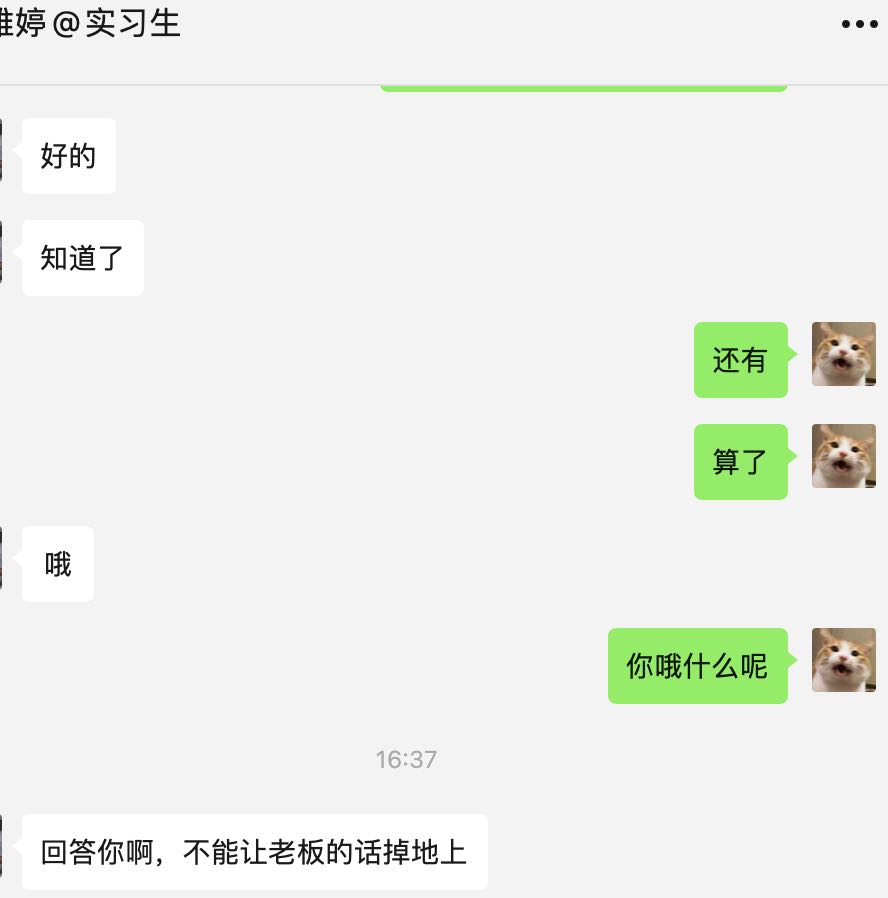 雅婷@实习生
好的
知道了
还有
算了
哦
你哦什么呢
16:37
回答你啊，不能让老板的话掉地上